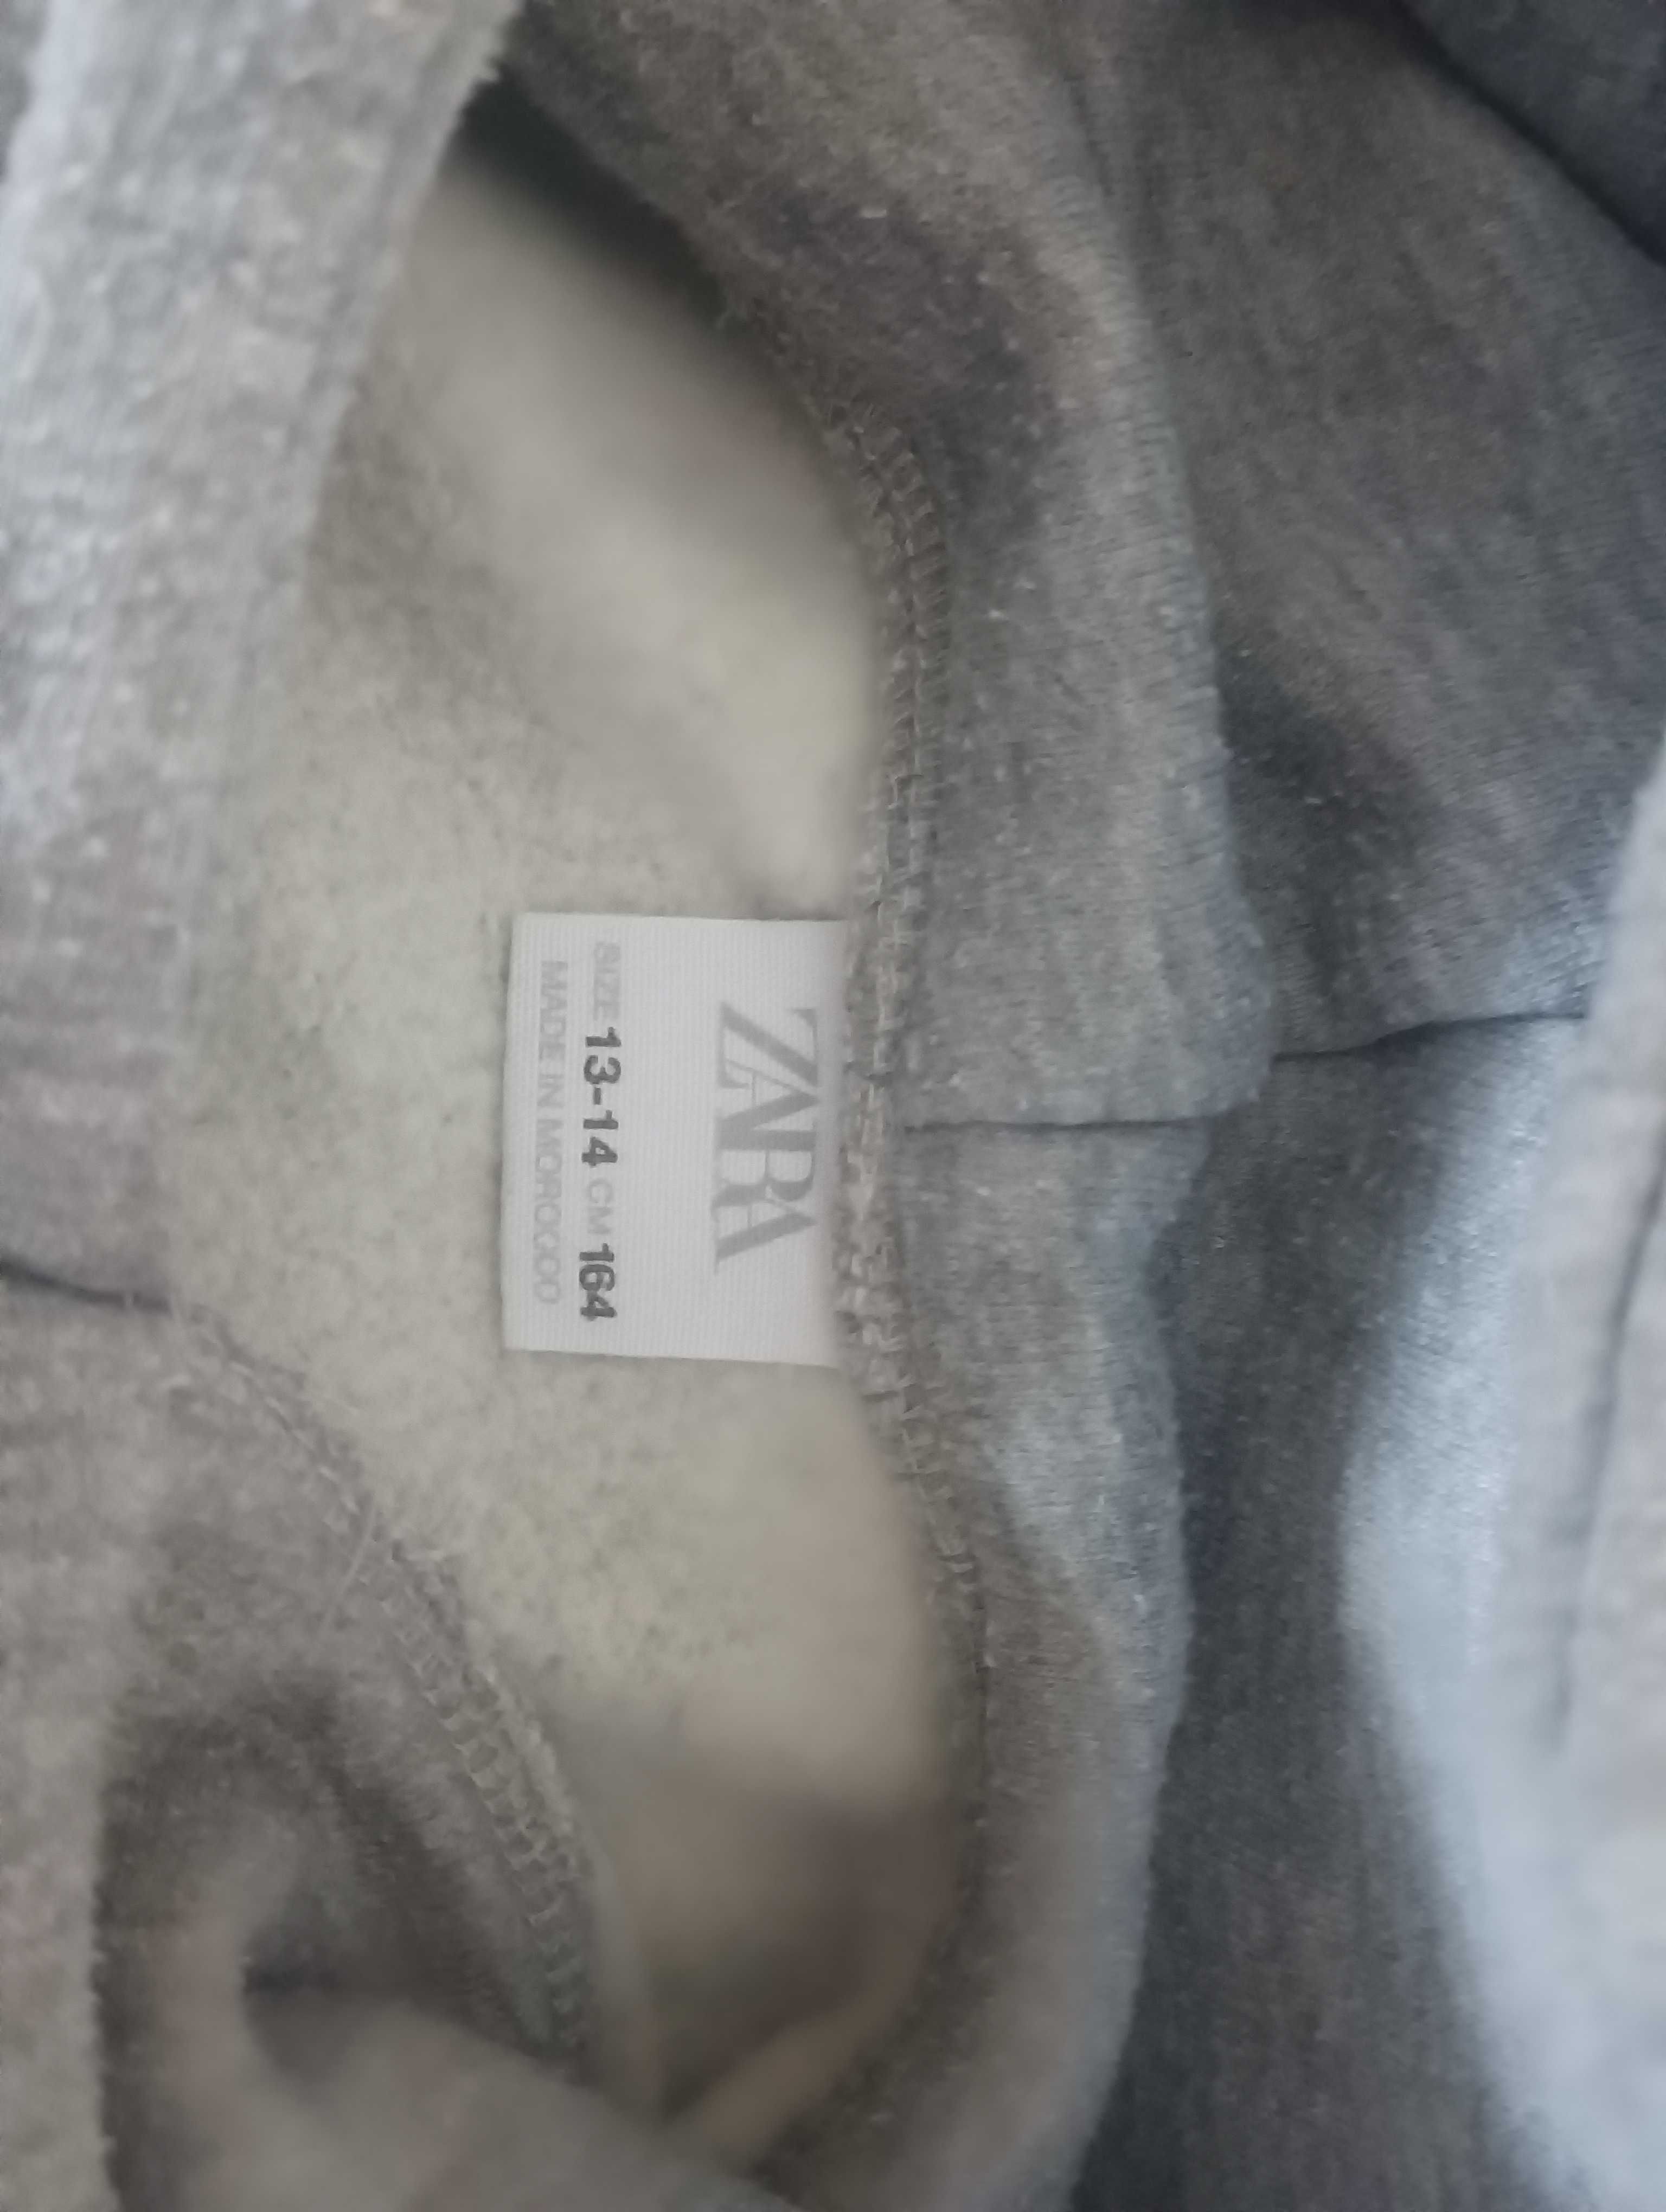 ZARA
SIZE 13-14 CM 164
MADE IN MOROCCO